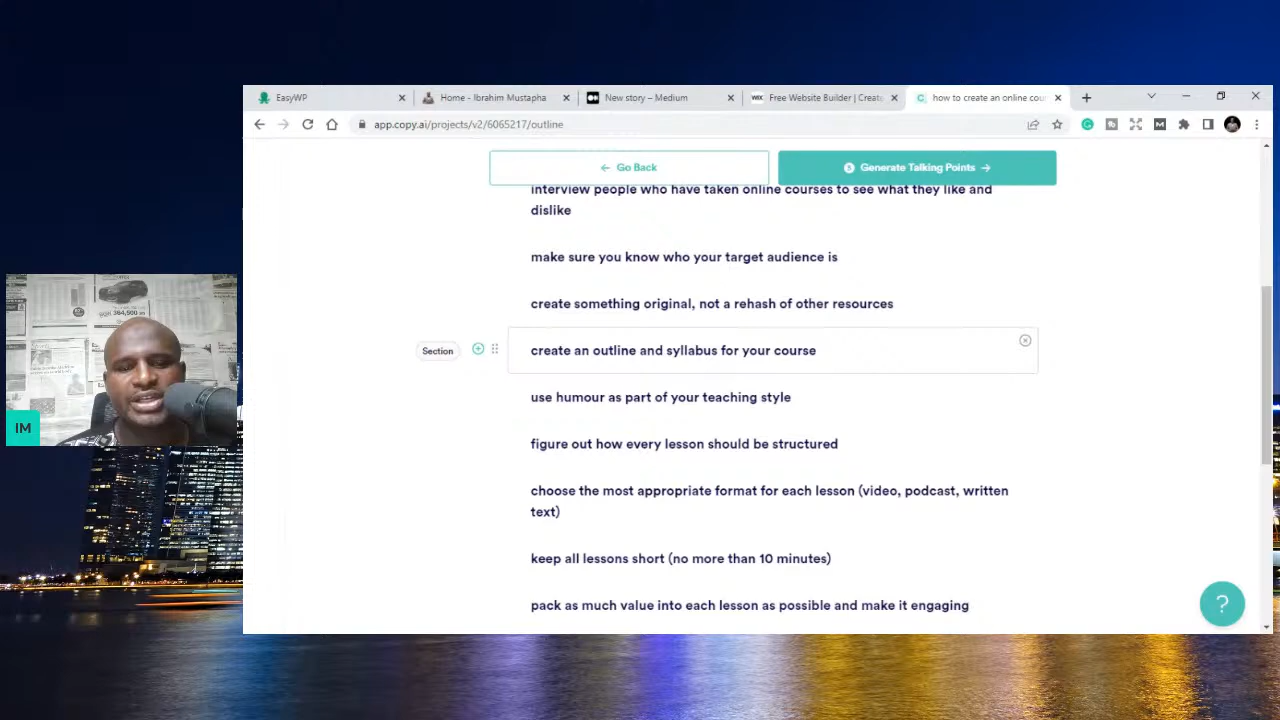 EasyWP
Home - Ibrahim Mustapha
New story – Medium
WIX Free Website Builder | Create
how to create an online cou
app.copy.ai/projects/v2/6065217/outline
Go Back
Generate Talking Points
interview people who have taken online courses to see what they like and
dislike
make sure you know who your target audience is
create something original, not a rehash of other resources
Section
create an outline and syllabus for your course
use humour as part of your teaching style
figure out how every lesson should be structured
choose the most appropriate format for each lesson (video, podcast, written
text)
keep all lessons short (no more than 10 minutes)
pack as much value into each lesson as possible and make it engaging
?
IM